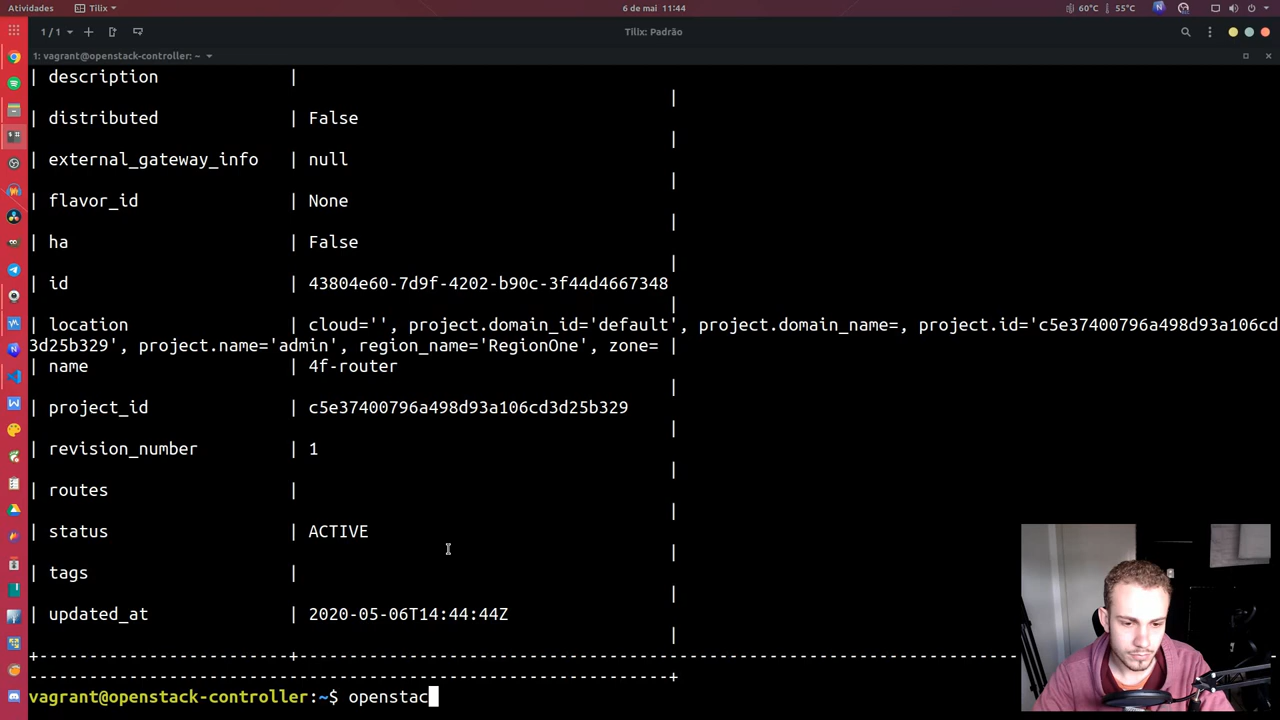 Atividades
Tilix
6 de mai 11:44
60°C
55°C
1 / 1
Tilix: Padrão
1: vagrant@openstack-controller: ~
| description | |
| distributed | False |
| external_gateway_info | null |
| flavor_id | None |
| ha | False |
| id | 43804e60-7d9f-4202-b90c-3f44d4667348 |
| location | cloud='', project.domain_id='default', project.domain_name=, project.id='c5e37400796a498d93a106cd
3d25b329', project.name='admin', region_name='RegionOne', zone= |
| name | 4f-router |
| project_id | c5e37400796a498d93a106cd3d25b329 |
| revision_number | 1 |
| routes | |
| status | ACTIVE |
| tags | |
| updated_at | 2020-05-06T14:44:44Z |
vagrant@openstack-controller:~$ openstac